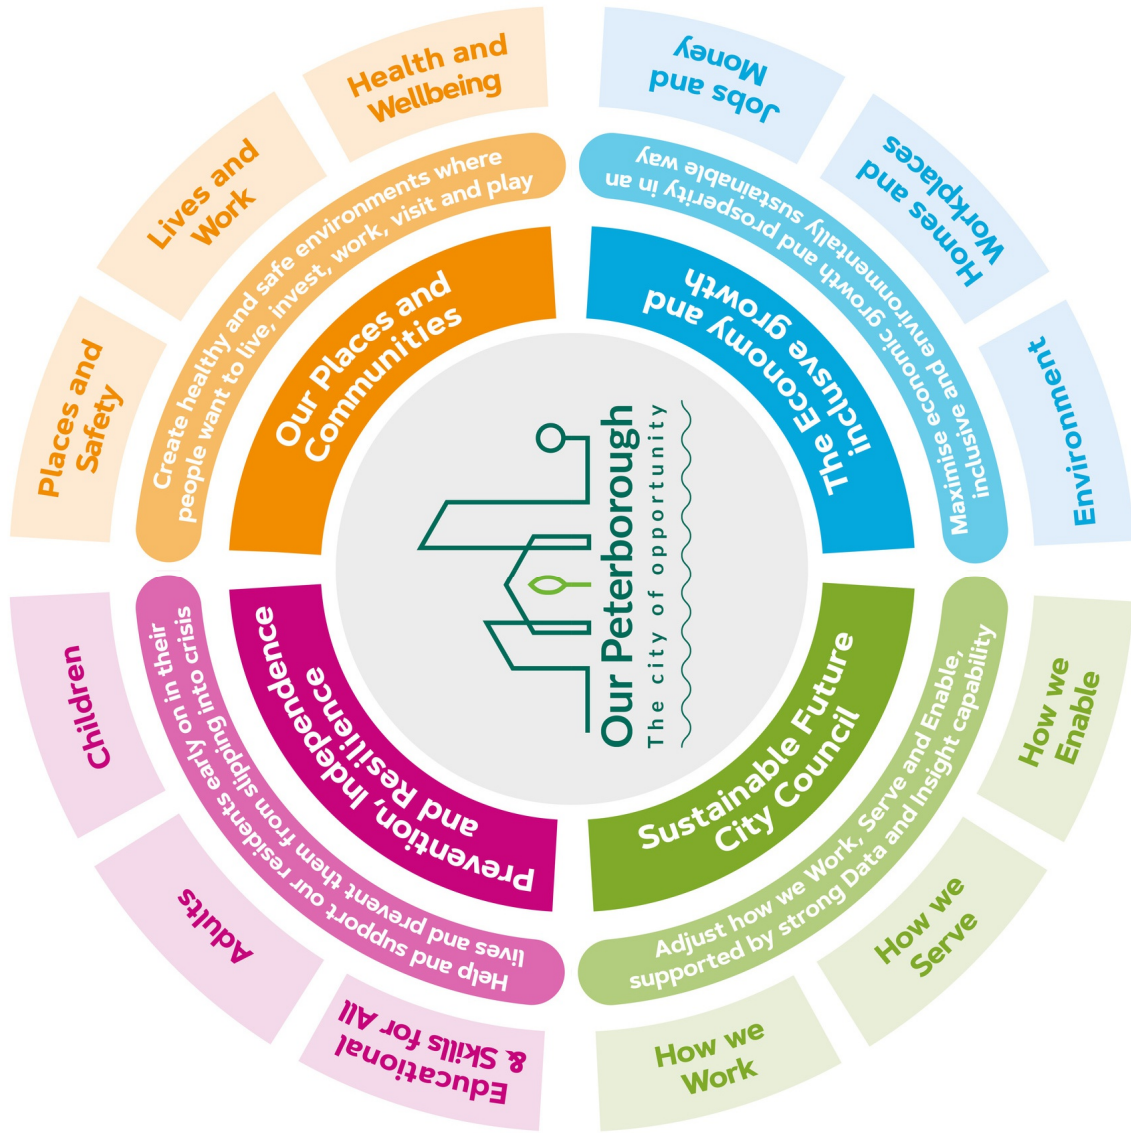 Our Peterborough
The city of opportunity
The Economy and
inclusve growth
Maximise economic growth and prosperity in an
inclusive and environmentally sustainable way
Jobs and
Money
Homes and
Workplaces
Environment
Sustainable Future
City Council
Adjust how we Work, Serve and Enable,
supported by strong Data and Insight capability
How we
Work
How we
Serve
How we
Enable
Prevention, Independence
and Resilience
Help and support our residents early on in their
lives and prevent them from slipping into crisis
Children
Adults
Educational
& Skills for All
Our Places and
Communities
Create healthy and safe environments where
people want to live, invest, work, visit and play
Places and
Safety
Lives and
Work
Health and
Wellbeing